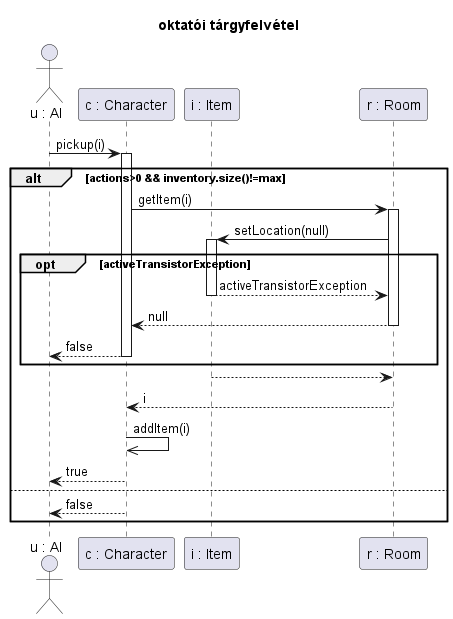 oktatói tárgyfelvétel
u : AI
c : Character
i : Item
r : Room
pickup(i)
alt
[actions>0 && inventory.size()!=max]
getItem(i)
setLocation(null)
opt
[activeTransistorException]
activeTransistorException
null
false
i
addItem(i)
true
false
u : AI
c : Character
i : Item
r : Room